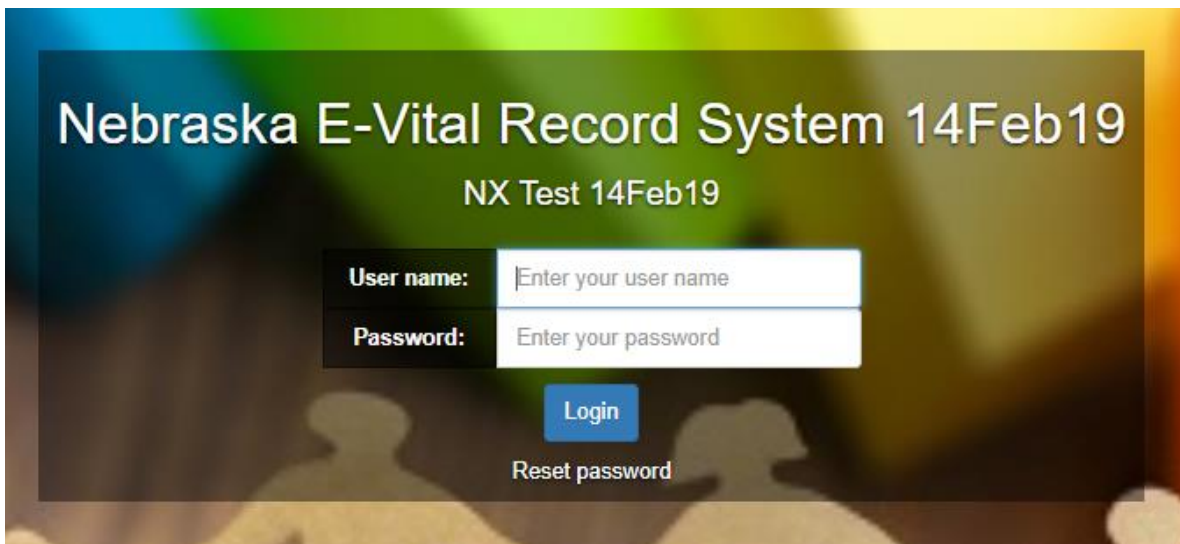 Nebraska E-Vital Record System 14Feb19
NX Test 14Feb19
User name: Enter your user name
Password: Enter your password
Login
Reset password